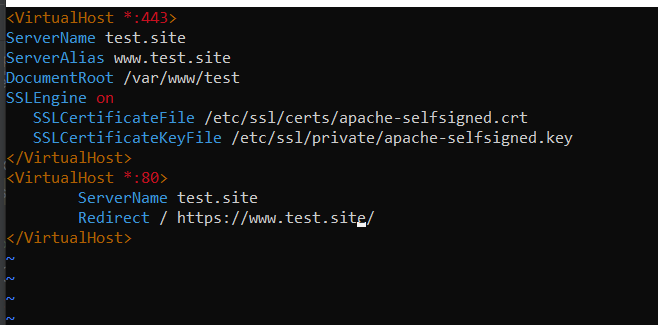 <VirtualHost *:443>
ServerName test.site
ServerAlias www.test.site
DocumentRoot /var/www/test
SSLEngine on
   SSLCertificateFile /etc/ssl/certs/apache-selfsigned.crt
   SSLCertificateKeyFile /etc/ssl/private/apache-selfsigned.key
</VirtualHost>
<VirtualHost *:80>
        ServerName test.site
        Redirect / https://www.test.site/
</VirtualHost>
~
~
~
~